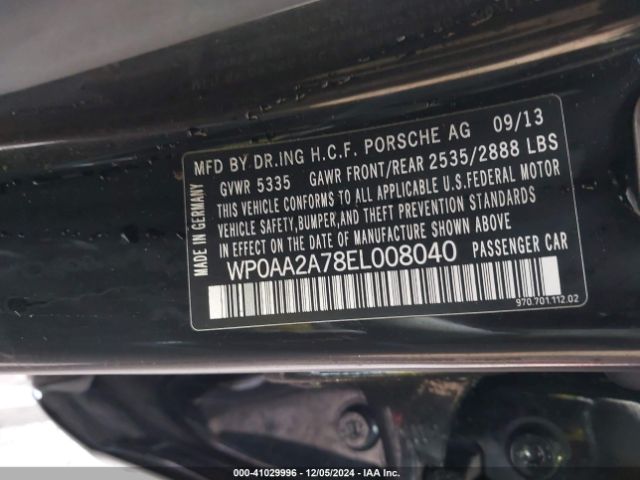 MFD BY DR.ING H.C.F. PORSCHE AG 09/13
GVWR 5335 GAWR FRONT/REAR 2535/2888 LBS
THIS VEHICLE CONFORMS TO ALL APPLICABLE U.S.FEDERAL MOTOR
VEHICLE SAFETY,BUMPER,AND THEFT PREVENTION STANDARDS
IN EFFECT ON THE DATE OF MANUFACTURE SHOWN ABOVE
WP0AA2A78EL008040 PASSENGER CAR
MADE IN GERMANY
970.701.112.02
000-41029996 - 12/05/2024 - IAA Inc.